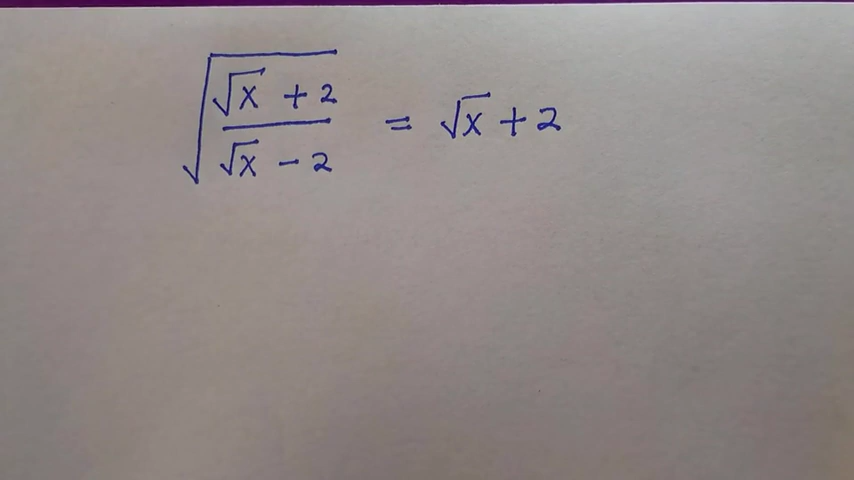 √((√x + 2)/(√x - 2)) = √x + 2